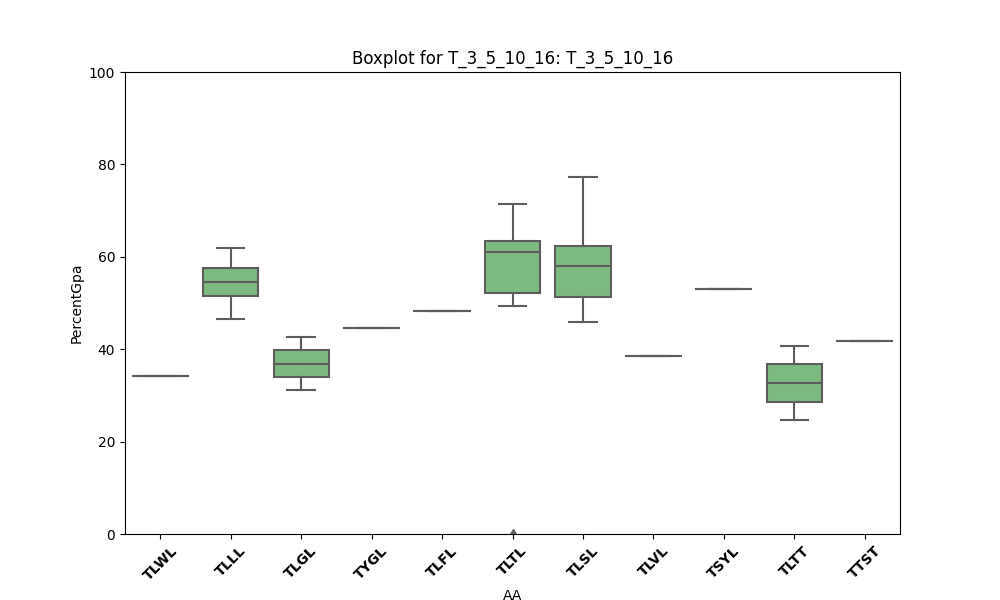 Boxplot for T_3_5_10_16: T_3_5_10_16
100
80
60
40
20
0
PercentGpa
TLWL
TLLL
TLGL
TYGL
TLFL
TLTL
TLSL
TLVL
TSYL
TLTT
TTST
AA